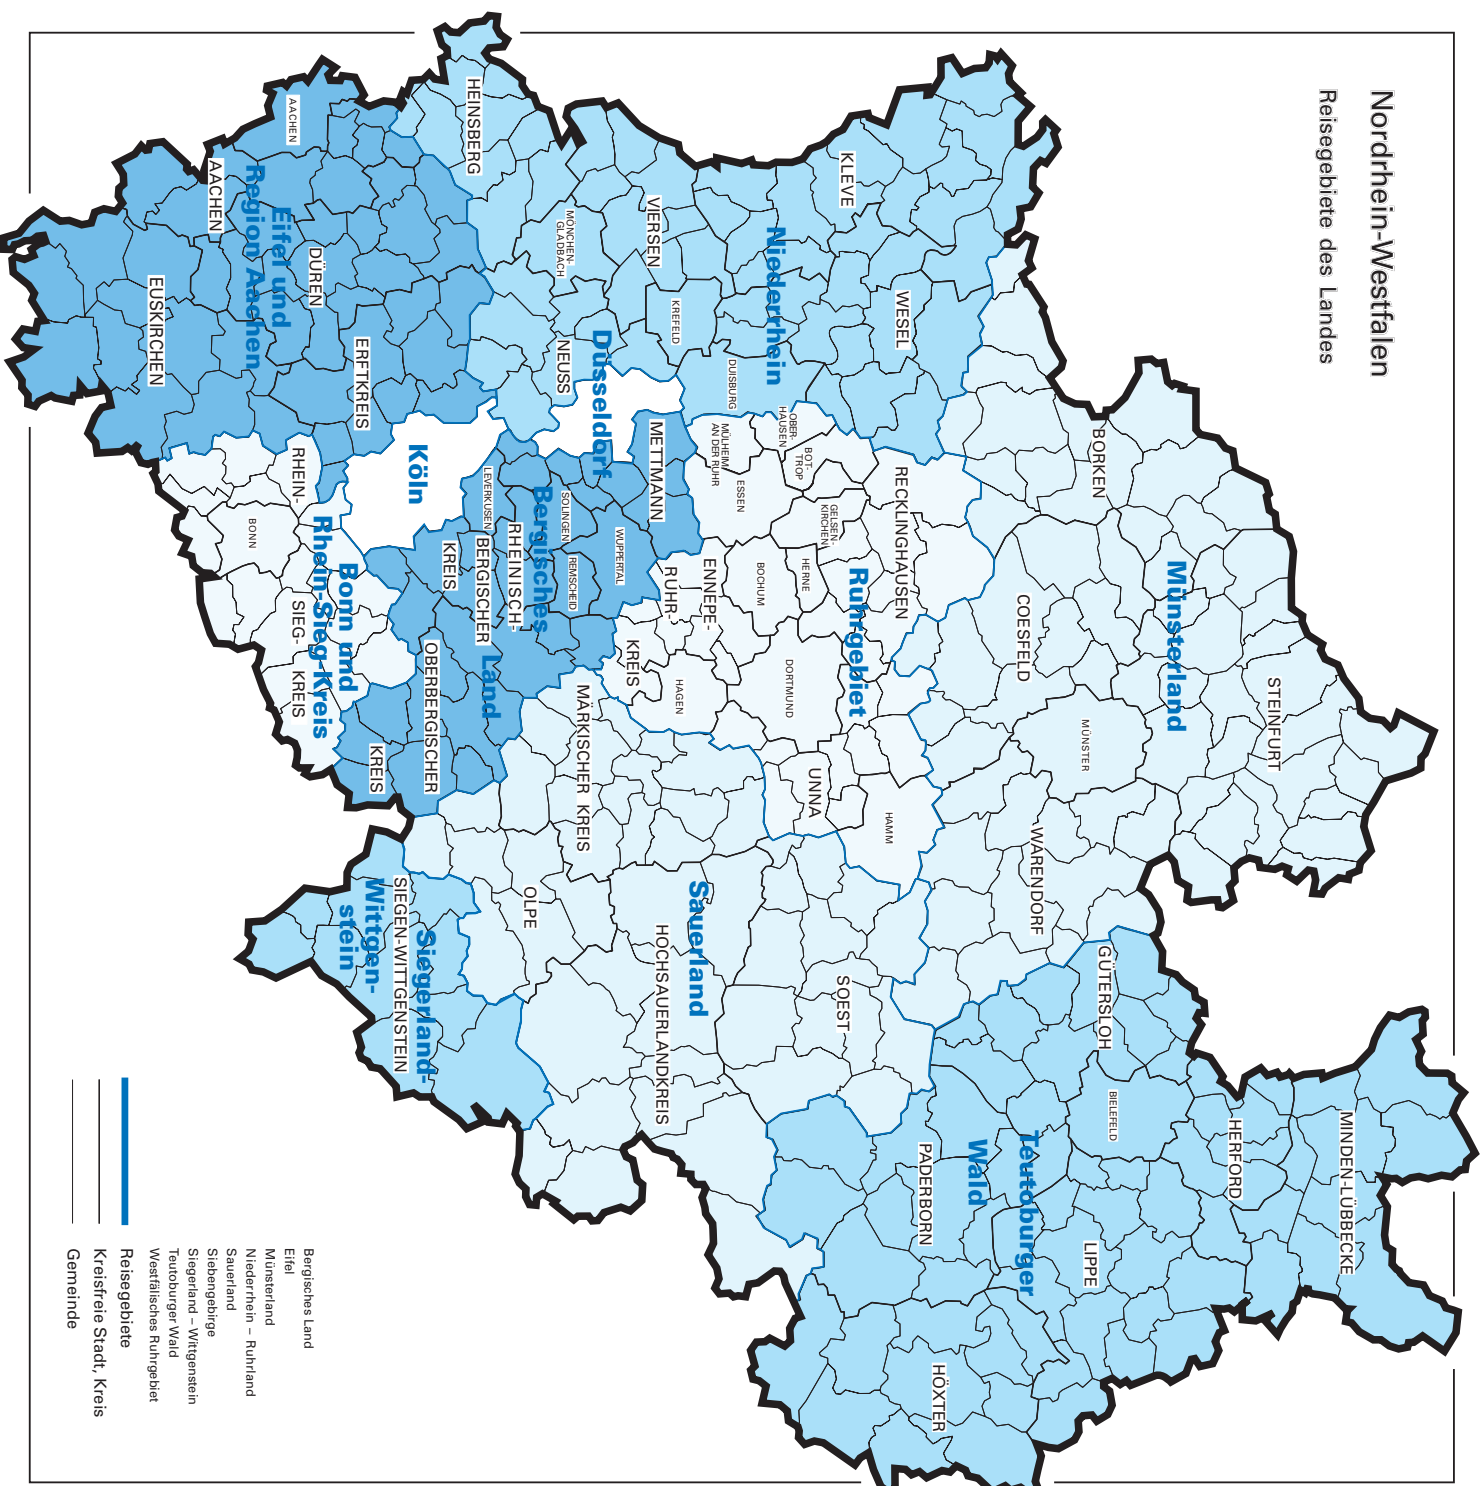 Nordrhein-Westfalen
Reisegebiete des Landes
MINDEN-LÜBBECKE
STEINFURT
HERFORD
Münsterland
BORKEN
MÜNSTER
GÜTERSLOH
BIELEFELD
LIPPE
COESFELD
WARENDORF
Teutoburger
Wald
HÖXTER
PADERBORN
KLEVE
WESEL
RECKLINGHAUSEN
HAMM
Ruhrgebiet
SOEST
Niederrhein
OBER-
HAUSEN
BOT-
TROP
GELSEN-
KIRCHEN
HERNE
DORTMUND
UNNA
DUISBURG
MÜLHEIM
AN DER RUHR
ESSEN
BOCHUM
Sauerland
VIERSEN
KREFELD
METTMANN
ENNEPE-
RUHR-
KREIS
HAGEN
HOCHSAUERLANDKREIS
Düsseldorf
WUPPERTAL
MÖNCHEN-
GLADBACH
NEUSS
SOLINGEN
REMSCHEID
MÄRKISCHER KREIS
Bergisches
Land
HEINSBERG
LEVERKUSEN
RHEINISCH-
BERGISCHER
KREIS
OLPE
Köln
OBERBERGISCHER
KREIS
Siegerland-
Wittgen-
stein
SIEGEN-WITTGENSTEIN
ERFTKREIS
DÜREN
AACHEN
Eifel und
Region Aachen
AACHEN
EUSKIRCHEN
Bonn und
Rhein-Sieg-Kreis
RHEIN-
SIEG-
KREIS
BONN
Bergisches Land
Eifel
Münsterland
Niederrhein – Ruhrland
Sauerland
Siebengebirge
Siegerland – Wittgenstein
Teutoburger Wald
Westfälisches Ruhrgebiet
Reisegebiete
Kreisfreie Stadt, Kreis
Gemeinde